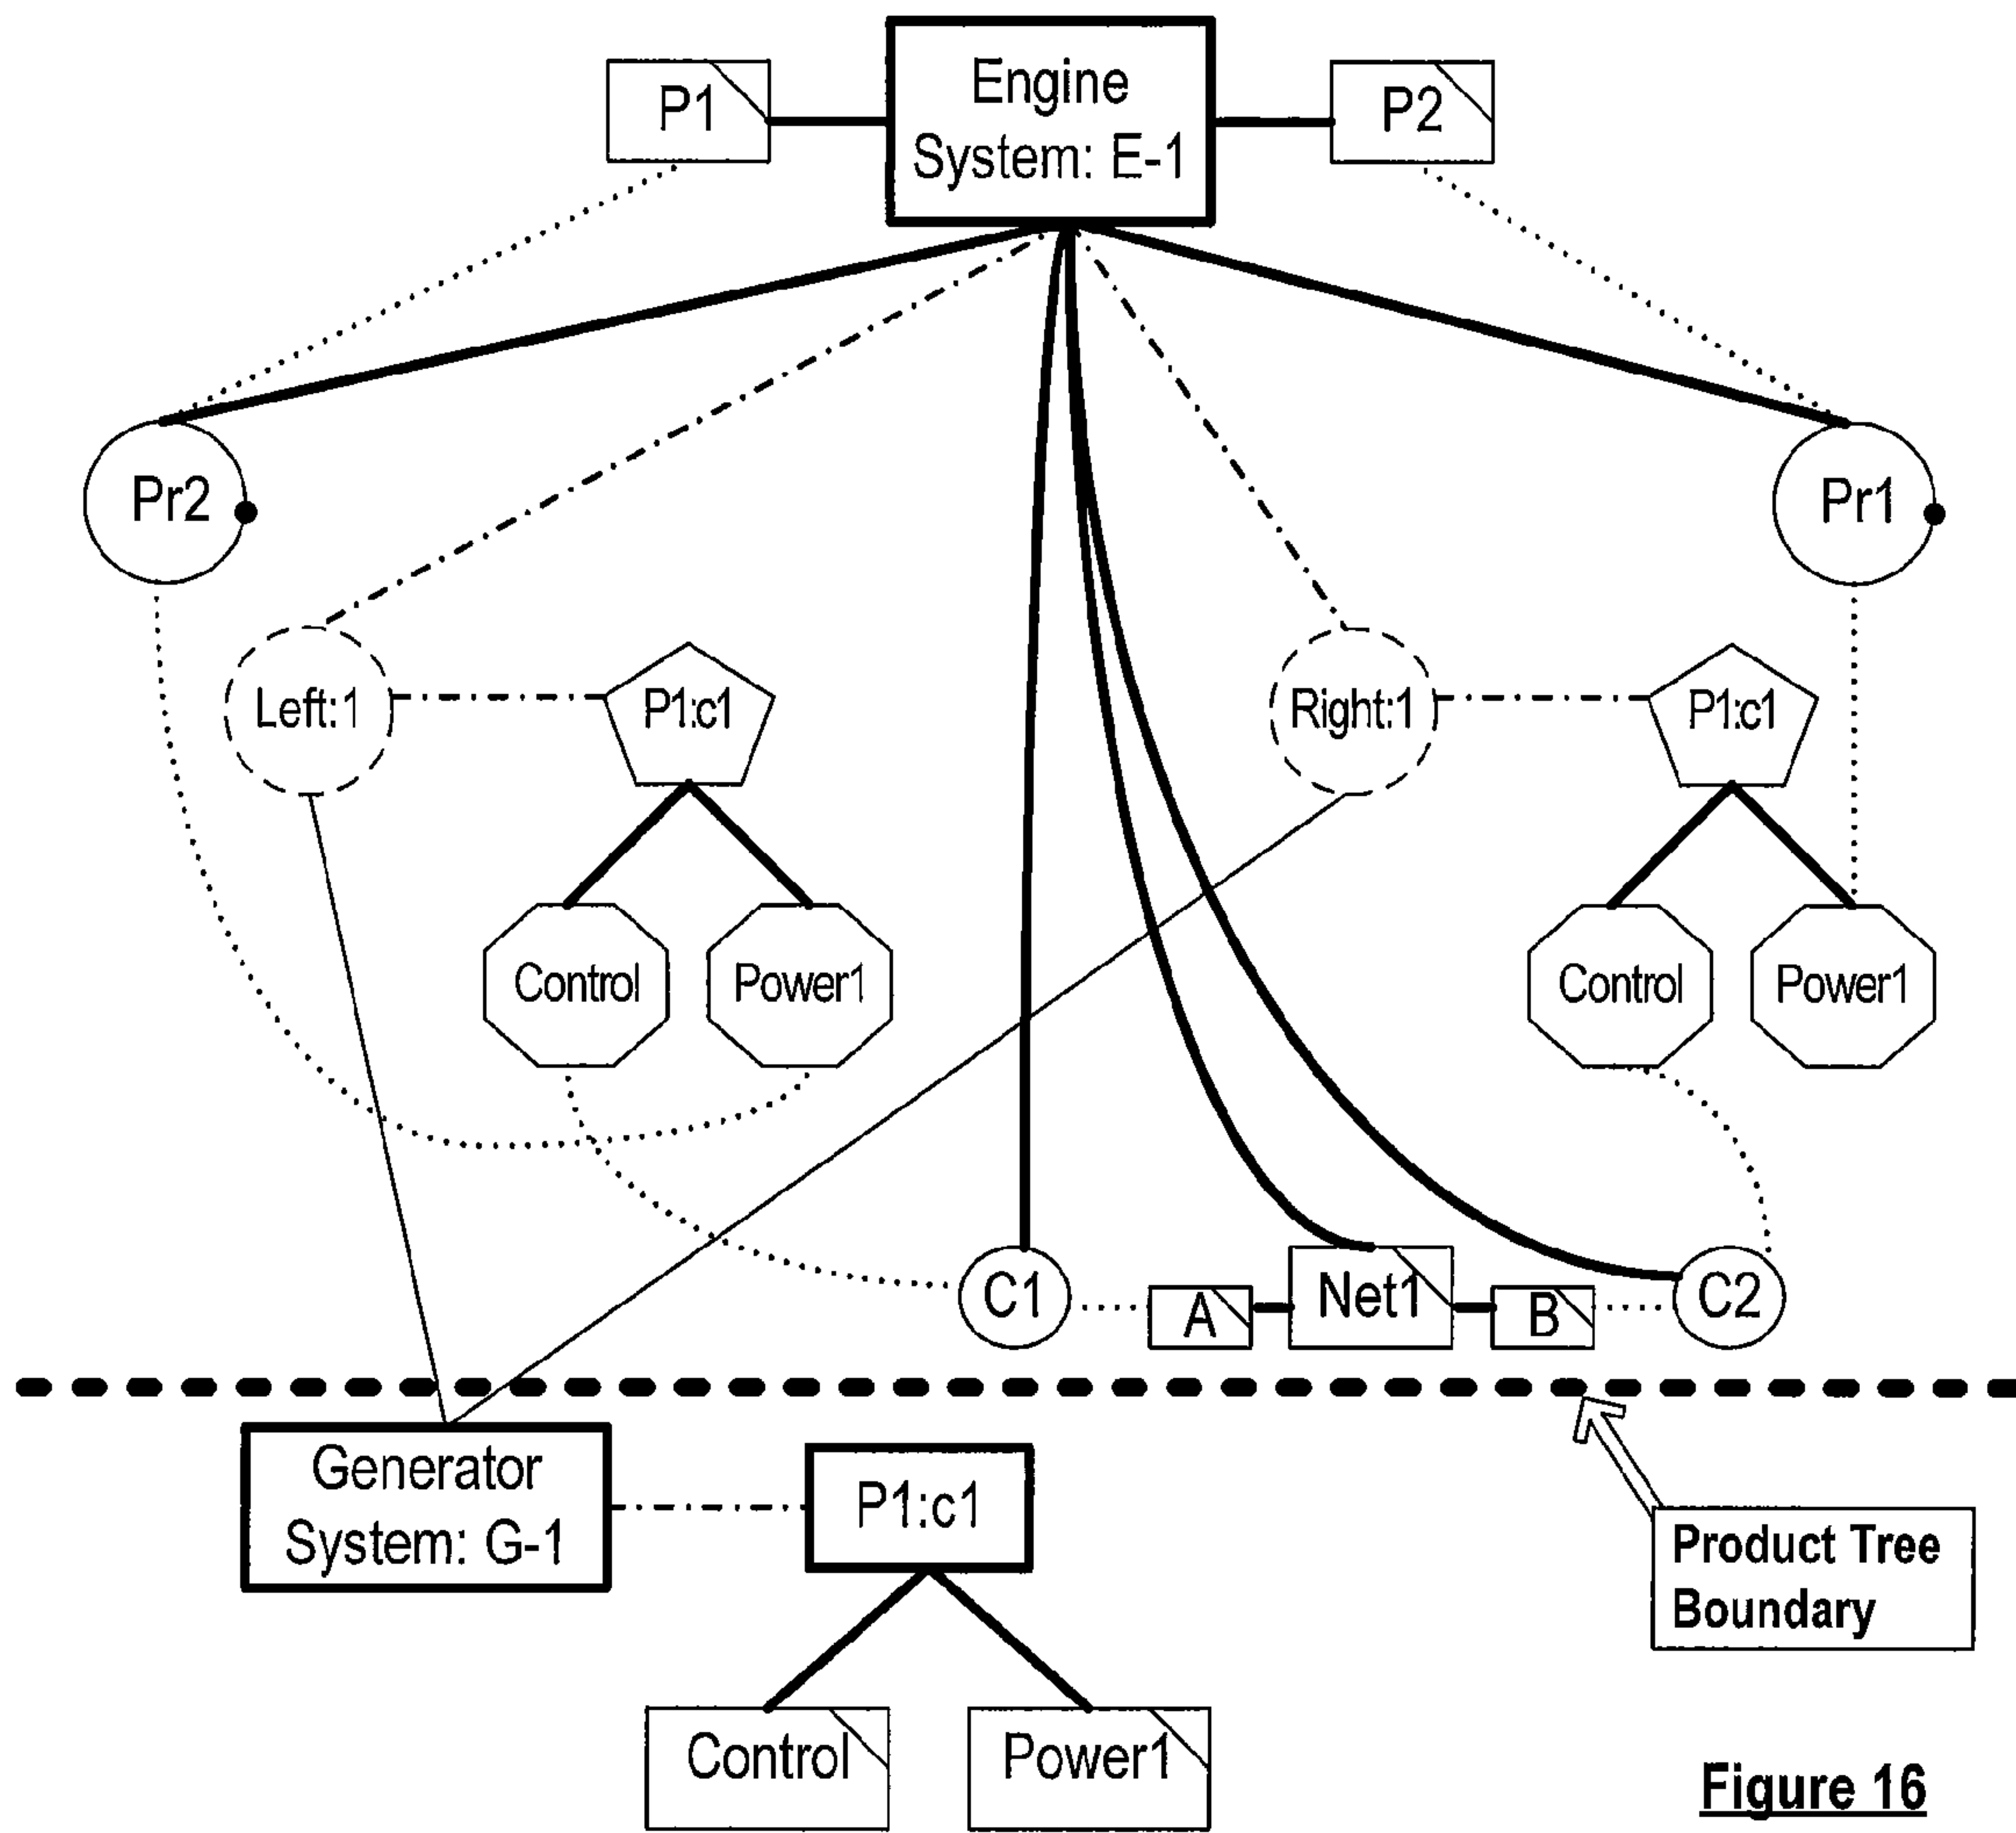 P1
Engine
System: E-1
P2
Pr2
Pr1
Left:1
P1:c1
Right:1
P1:c1
Control
Power1
Control
Power1
C1
A
Net1
B
C2
Generator
System: G-1
P1:c1
Product Tree
Boundary
Control
Power1
Figure 16